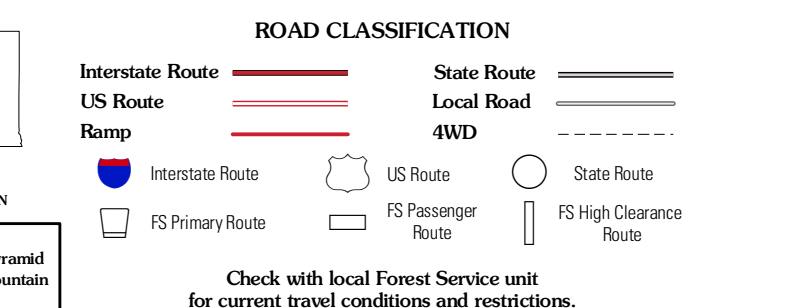 ROAD CLASSIFICATION
Interstate Route
State Route
US Route
Local Road
Ramp
4WD
Interstate Route
US Route
State Route
FS Primary Route
FS Passenger
Route
FS High Clearance
Route
Check with local Forest Service unit
for current travel conditions and restrictions.
N
ramid
untain